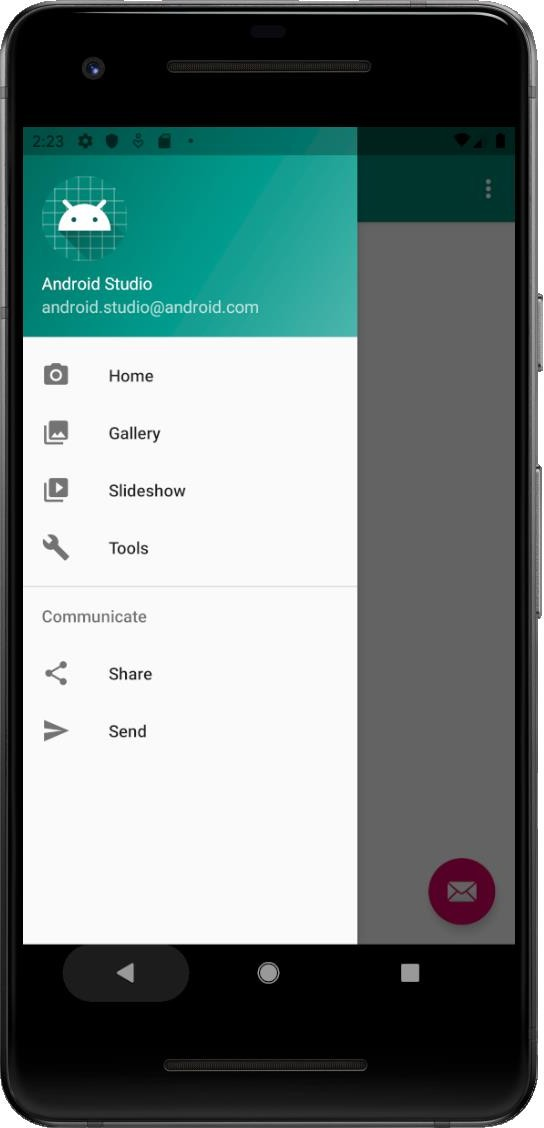 2:23
Android Studio
android.studio@android.com
Home
Gallery
Slideshow
Tools
Communicate
Share
Send